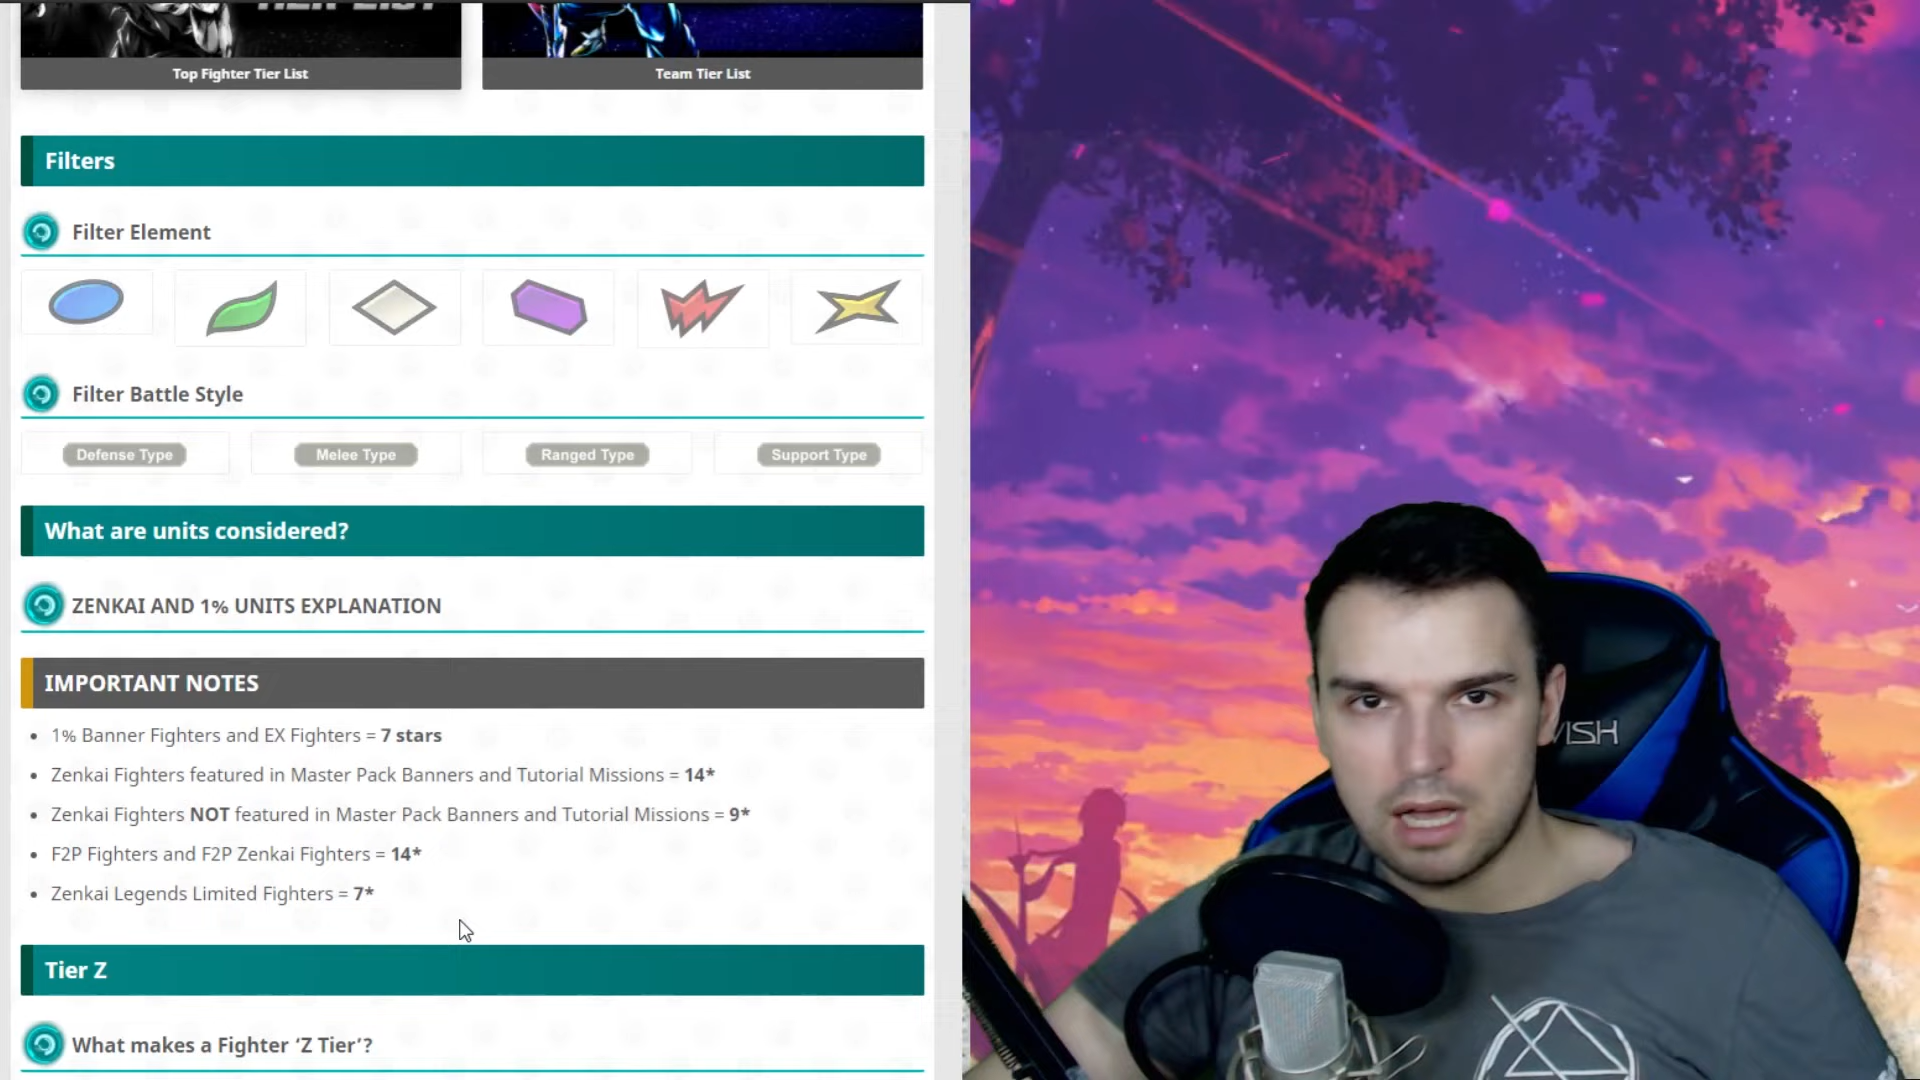 TIER LIST
Top Fighter Tier List
Team Tier List
Filters
Filter Element
Filter Battle Style
Defense Type
Melee Type
Ranged Type
Support Type
What are units considered?
ZENKAI AND 1% UNITS EXPLANATION
IMPORTANT NOTES
1% Banner Fighters and EX Fighters = 7 stars
Zenkai Fighters featured in Master Pack Banners and Tutorial Missions = 14*
Zenkai Fighters NOT featured in Master Pack Banners and Tutorial Missions = 9*
F2P Fighters and F2P Zenkai Fighters = 14*
Zenkai Legends Limited Fighters = 7*
Tier Z
What makes a Fighter ‘Z Tier’?